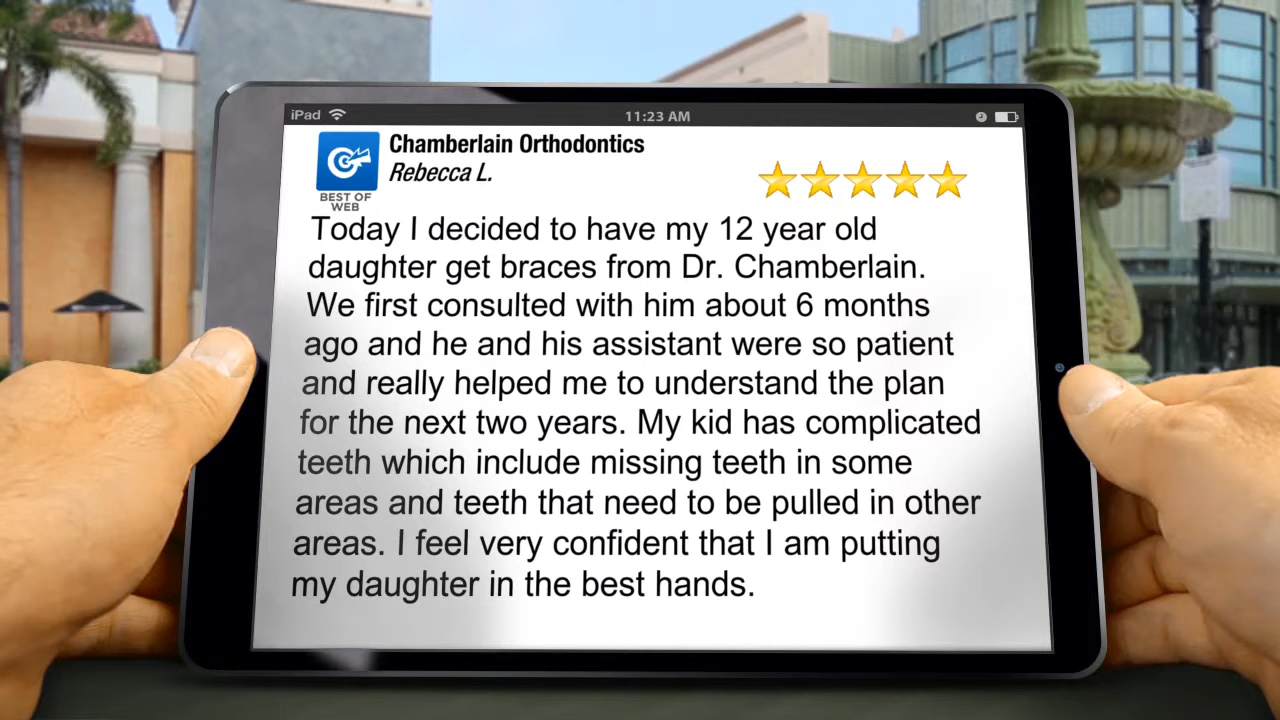 iPad
11:23 AM
Chamberlain Orthodontics
Rebecca L.
BEST OF
WEB
Today I decided to have my 12 year old
daughter get braces from Dr. Chamberlain.
We first consulted with him about 6 months
ago and he and his assistant were so patient
and really helped me to understand the plan
for the next two years. My kid has complicated
teeth which include missing teeth in some
areas and teeth that need to be pulled in other
areas. I feel very confident that I am putting
my daughter in the best hands.